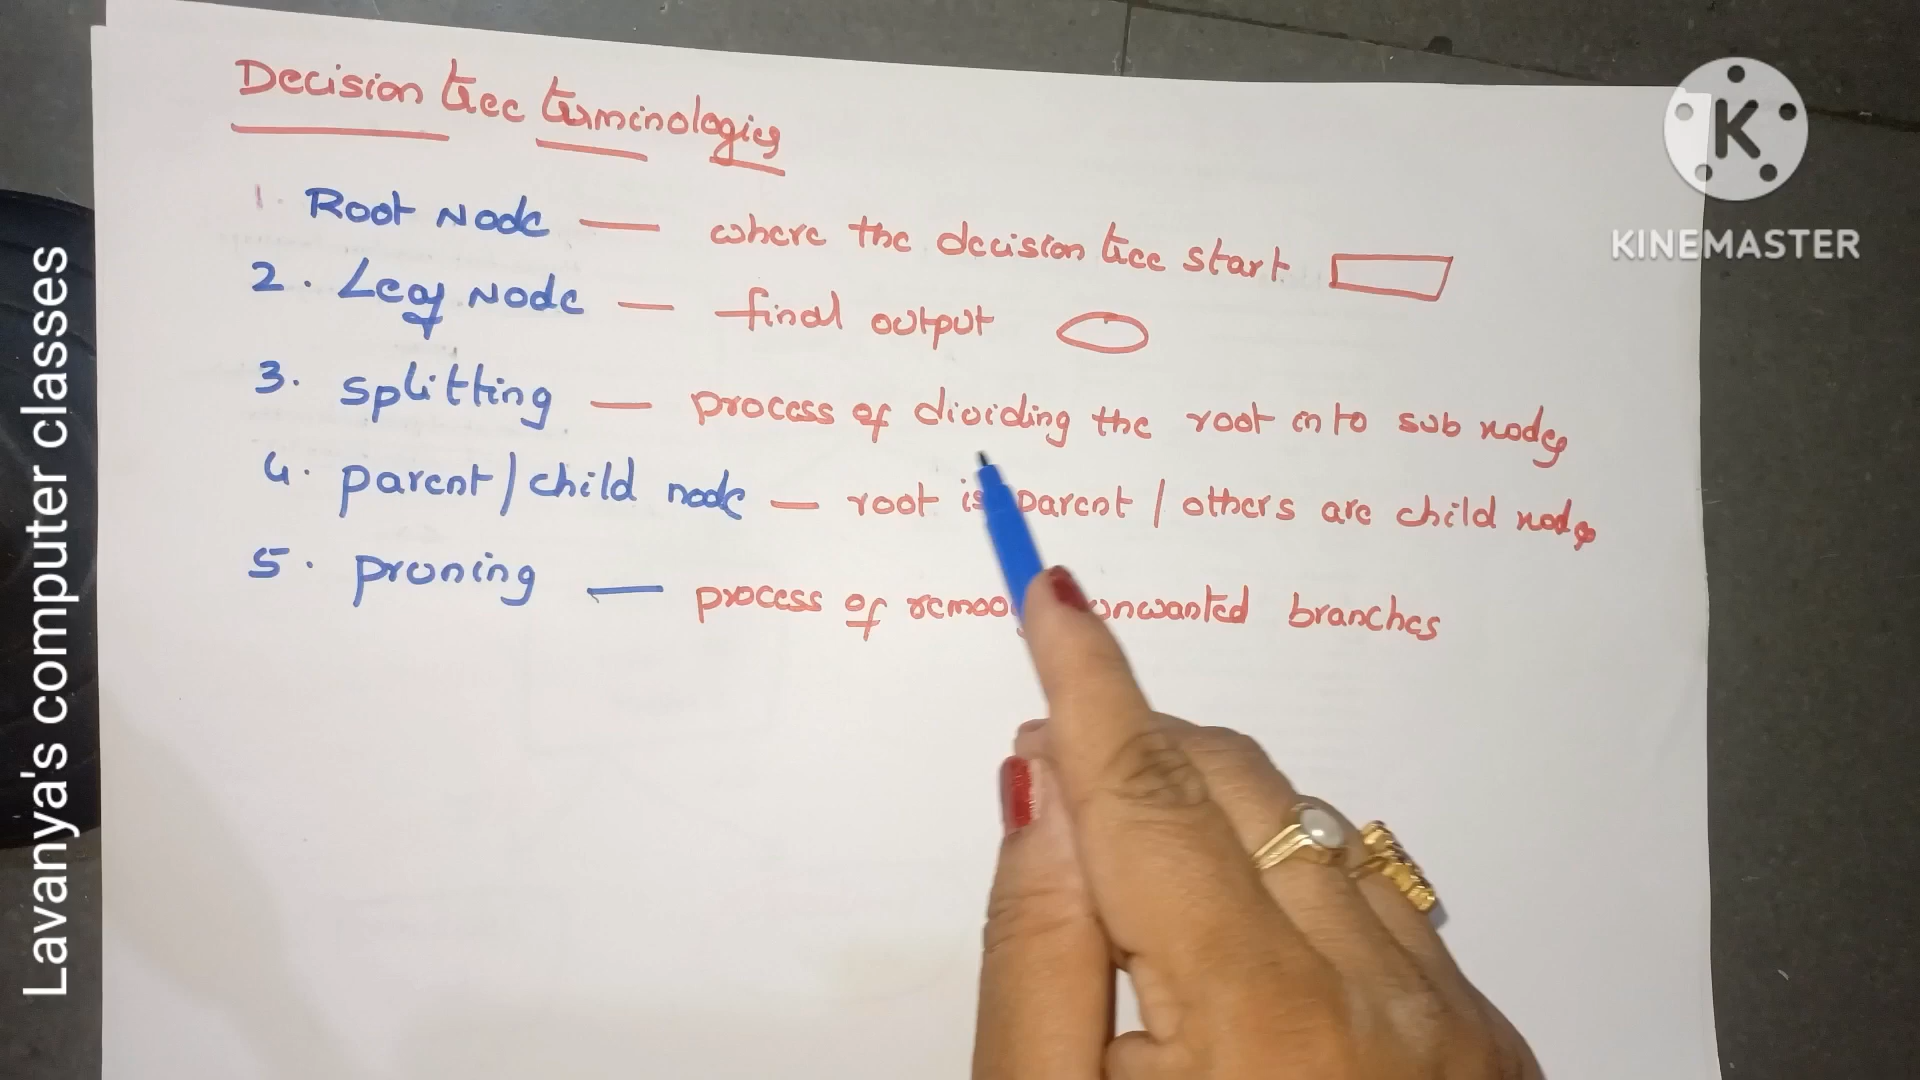 Decision tree terminologies
1. Root Node — where the decision tree start
2. Leaf Node — final output
3. splitting — process of dividing the root into sub nodes
4. parent/child node — root is parent / others are child nodes
5. pruning — process of unwanted branches
KINEMASTER
Lavanya's computer classes